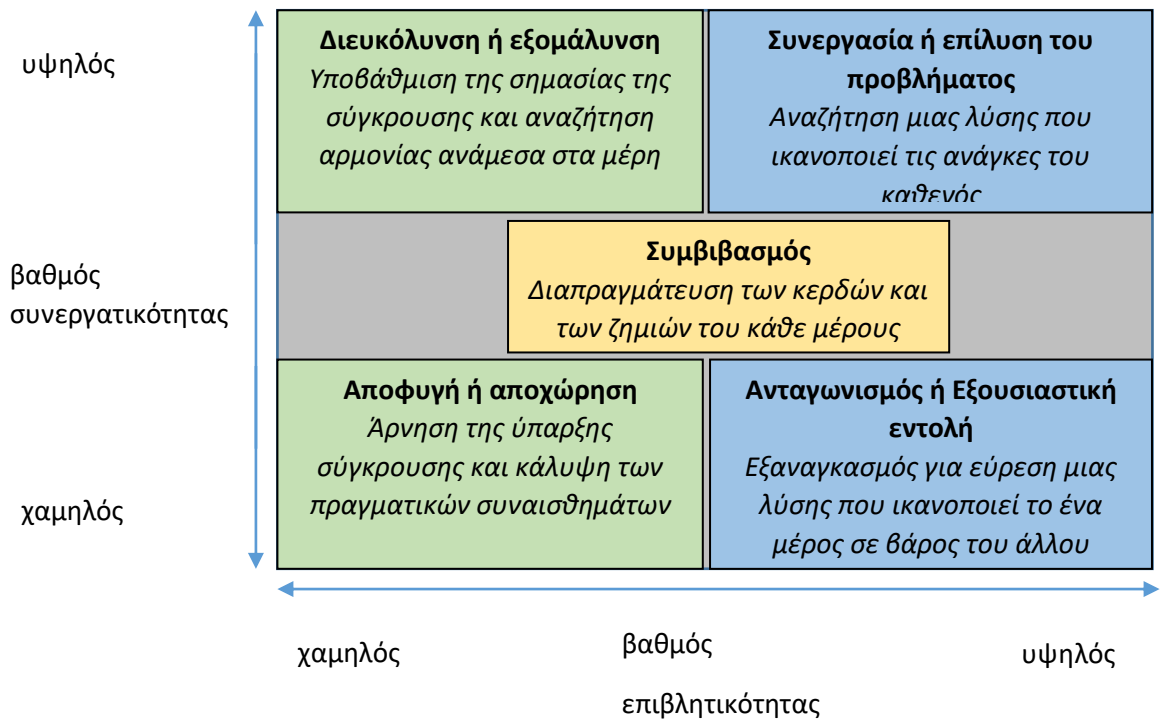 υψηλός
Διευκόλυνση ή εξομάλυνση
Υποβάθμιση της σημασίας της
σύγκρουσης και αναζήτηση
αρμονίας ανάμεσα στα μέρη
Συνεργασία ή επίλυση του
προβλήματος
Αναζήτηση μιας λύσης που
ικανοποιεί τις ανάγκες του
καθενός
βαθμός
συνεργατικότητας
Συμβιβασμός
Διαπραγμάτευση των κερδών και
των ζημιών του κάθε μέρους
χαμηλός
Αποφυγή ή αποχώρηση
Άρνηση της ύπαρξης
σύγκρουσης και κάλυψη των
πραγματικών συναισθημάτων
Ανταγωνισμός ή Εξουσιαστική
εντολή
Εξαναγκασμός για εύρεση μιας
λύσης που ικανοποιεί το ένα
μέρος σε βάρος του άλλου
χαμηλός
βαθμός
επιβλητικότητας
υψηλός